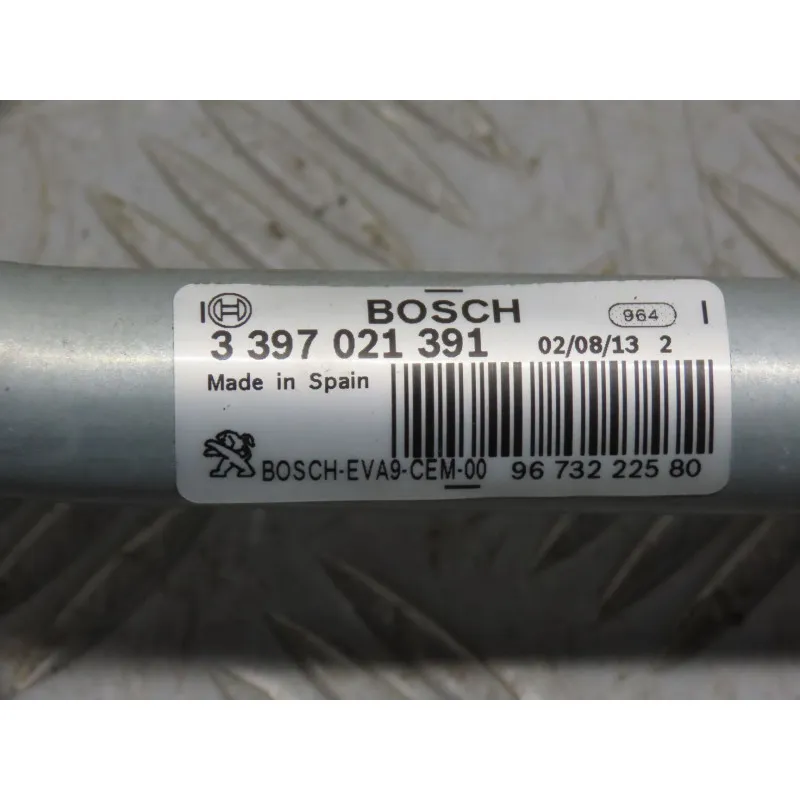 BOSCH 964
3 397 021 391 02/08/13 2
Made in Spain
BOSCH-EVA9-CEM-00 96 732 225 80